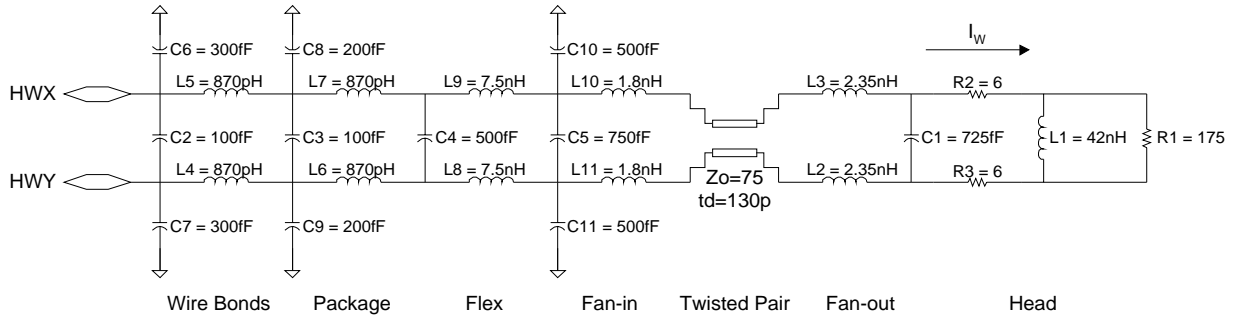 C6 = 300fF
C8 = 200fF
C10 = 500fF
I_W
L5 = 870pH
L7 = 870pH
L9 = 7.5nH
L10 = 1.8nH
L3 = 2.35nH
R2 = 6
HWX
C2 = 100fF
C3 = 100fF
C4 = 500fF
C5 = 750fF
C1 = 725fF
L1 = 42nH
R1 = 175
HWY
L4 = 870pH
L6 = 870pH
L8 = 7.5nH
L11 = 1.8nH
Zo=75
td=130p
L2 = 2.35nH
R3 = 6
C7 = 300fF
C9 = 200fF
C11 = 500fF
Wire Bonds
Package
Flex
Fan-in
Twisted Pair
Fan-out
Head